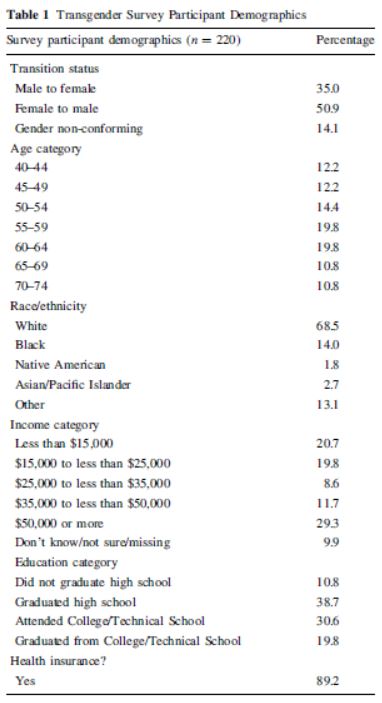 Table 1 Transgender Survey Participant Demographics
Survey participant demographics (n = 220) Percentage
Transition status
Male to female 35.0
Female to male 50.9
Gender non-conforming 14.1
Age category
40–44 12.2
45–49 12.2
50–54 14.4
55–59 19.8
60–64 19.8
65–69 10.8
70–74 10.8
Race/ethnicity
White 68.5
Black 14.0
Native American 1.8
Asian/Pacific Islander 2.7
Other 13.1
Income category
Less than $15,000 20.7
$15,000 to less than $25,000 19.8
$25,000 to less than $35,000 8.6
$35,000 to less than $50,000 11.7
$50,000 or more 29.3
Don't know/not sure/missing 9.9
Education category
Did not graduate high school 10.8
Graduated high school 38.7
Attended College/Technical School 30.6
Graduated from College/Technical School 19.8
Health insurance?
Yes 89.2